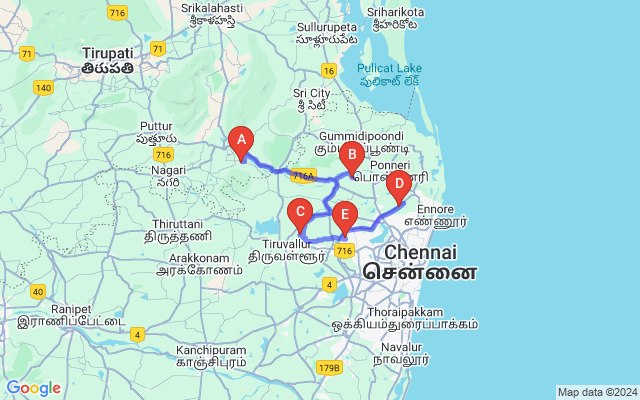 Srikalahasti
శ్రీకాళహస్తి
Sriharikota
శ్రీహరికోట
716
Sullurupeta
సూళ్లూరుపేట
71
Tirupati
తిరుపతి
71
16
Pulicat Lake
పులికాట్ లేక్
140
Sri City
శ్రీ సిటీ
Puttur
పుత్తూరు
A
Gummidipoondi
716
B
Ponneri
Nagari
నగరి
716A
D
C
E
Ennore
எண்ணூர்
Thiruttani
திருத்தணி
Tiruvallur
திருவள்ளூர்
716
Chennai
சென்னை
Arakkonam
அரக்கோணம்
4
40
Ranipet
இராணிப்பேட்டை
4
Thoraipakkam
ஒக்கியம்துரைப்பாக்கம்
Kanchipuram
காஞ்சிபுரம்
Navalur
நாவலூர்
179B
Google
Map data ©2024